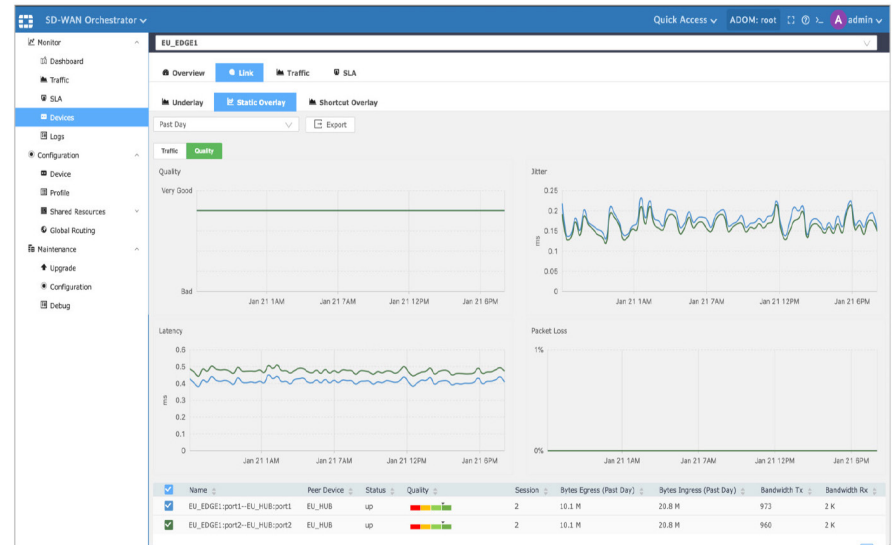 SD-WAN Orchestrator
Quick Access
ADOM: root
A
admin
Monitor
Dashboard
Traffic
SLA
Devices
Logs
Configuration
Device
Profile
Shared Resources
Global Routing
Maintenance
Upgrade
Configuration
Debug
EU_EDGE1
Overview Link Traffic SLA
Underlay Static Overlay Shortcut Overlay
Past Day Export
Traffic Quality
Quality
Very Good
Bad
Jan 21 1AM Jan 21 7AM Jan 21 12PM Jan 21 6PM
Jitter
0.25
0.2
0.15
0.1
0.05
0
ms
Jan 21 1AM Jan 21 7AM Jan 21 12PM Jan 21 6PM
Latency
0.6
0.5
0.4
0.3
0.2
0.1
0
ms
Jan 21 1AM Jan 21 7AM Jan 21 12PM Jan 21 6PM
Packet Loss
1%
0%
Jan 21 1AM Jan 21 7AM Jan 21 12PM Jan 21 6PM
Name Peer Device Status Quality Session Bytes Egress (Past Day) Bytes Ingress (Past Day) Bandwidth Tx Bandwidth Rx
EU_EDGE1:port1--EU_HUB:port1 EU_HUB up 2 10.1 M 20.8 M 973 2 K
EU_EDGE1:port2--EU_HUB:port2 EU_HUB up 2 10.1 M 20.8 M 960 2 K